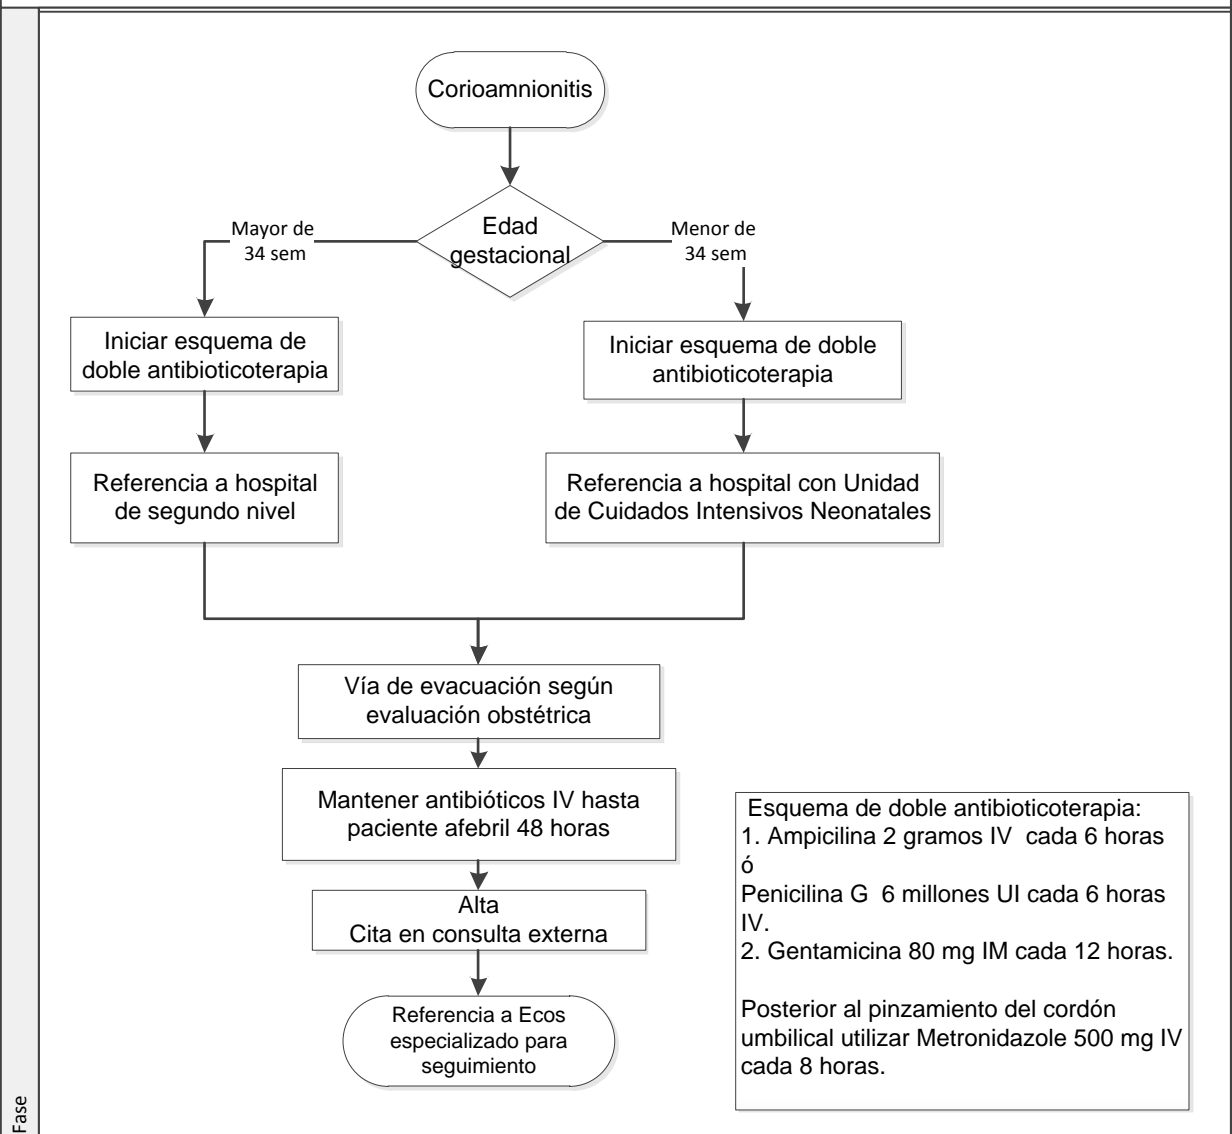 Corioamnionitis
Edad
gestacional
Mayor de
34 sem
Menor de
34 sem
Iniciar esquema de
doble antibioticoterapia
Iniciar esquema de doble
antibioticoterapia
Referencia a hospital
de segundo nivel
Referencia a hospital con Unidad
de Cuidados Intensivos Neonatales
Vía de evacuación según
evaluación obstétrica
Mantener antibióticos IV hasta
paciente afebril 48 horas
Alta
Cita en consulta externa
Referencia a Ecos
especializado para
seguimiento
Esquema de doble antibioticoterapia:
1. Ampicilina 2 gramos IV  cada 6 horas
ó
Penicilina G  6 millones UI cada 6 horas
IV.
2. Gentamicina 80 mg IM cada 12 horas.
Posterior al pinzamiento del cordón
umbilical utilizar Metronidazole 500 mg IV
cada 8 horas.
Fase